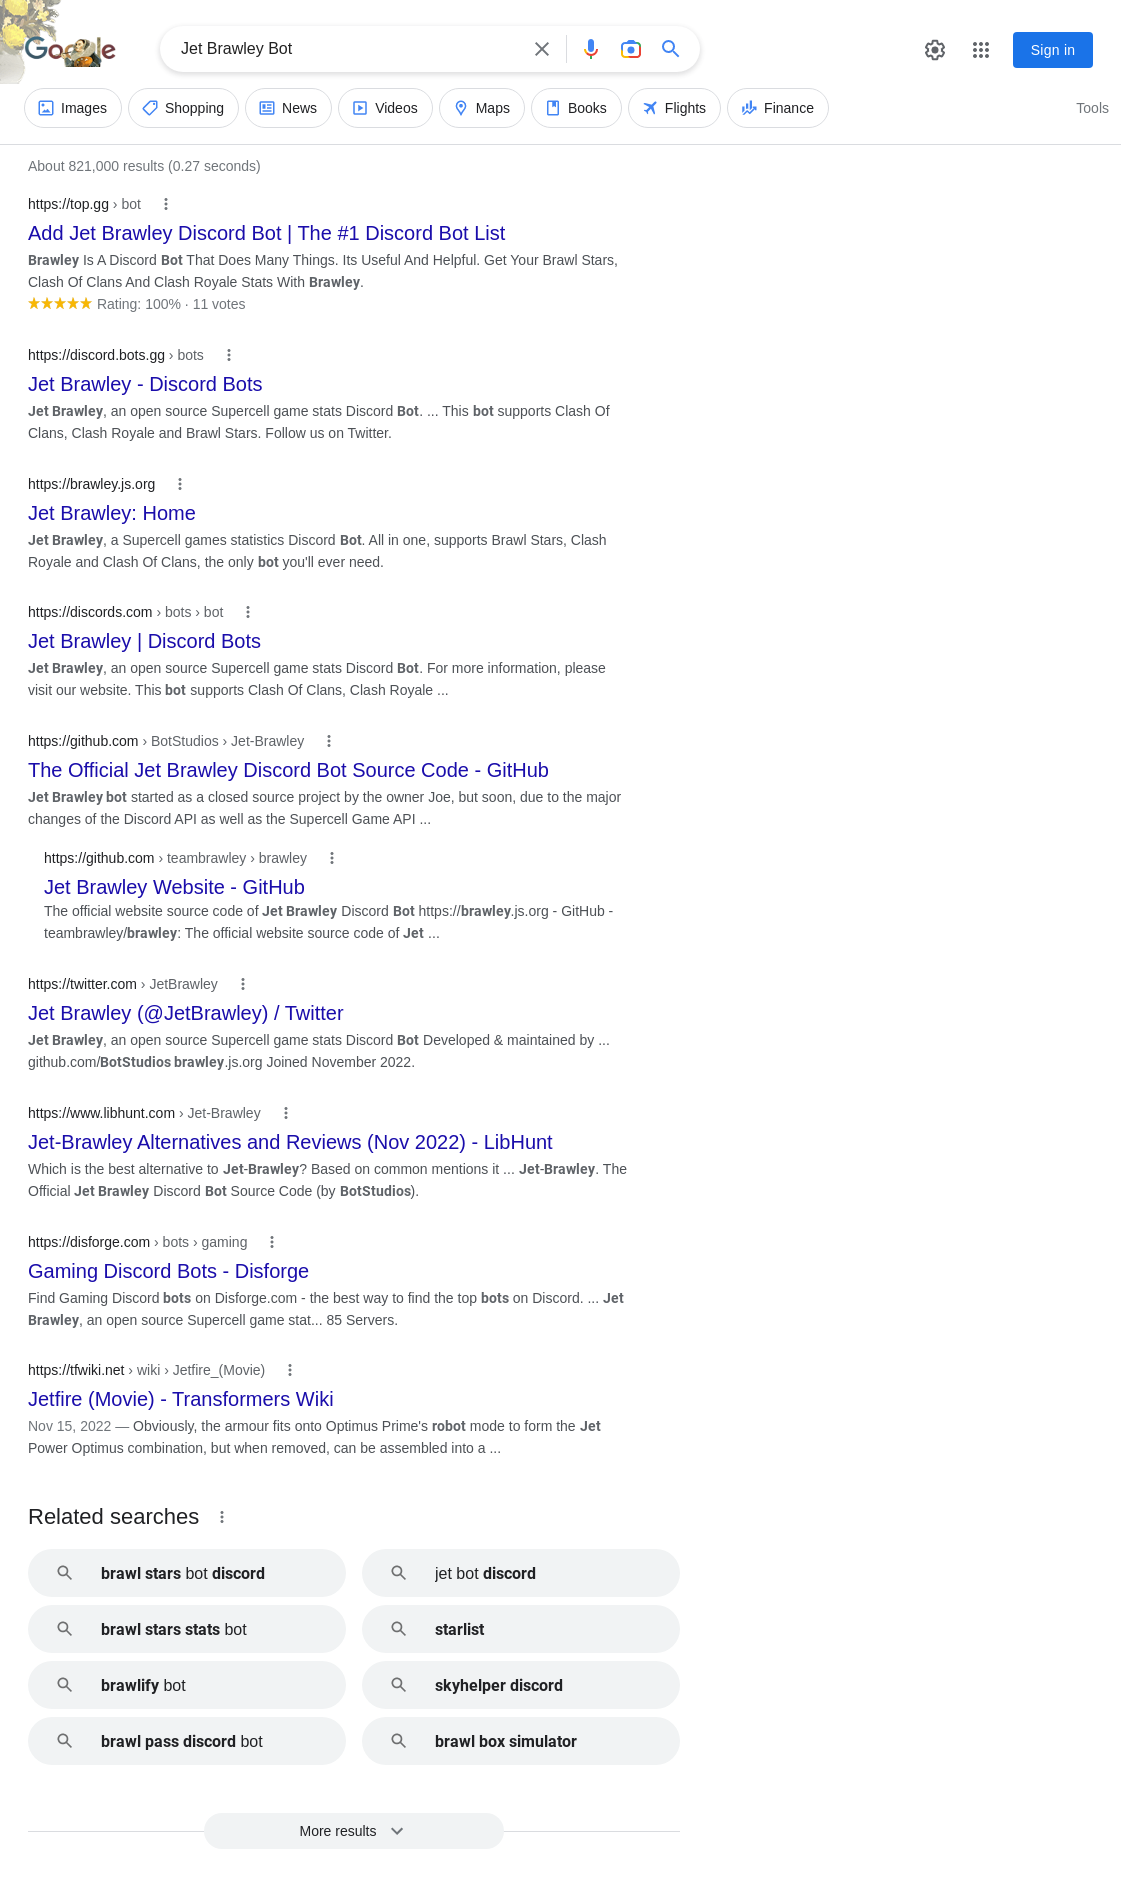 Google
Jet Brawley Bot
Sign in
Images
Shopping
News
Videos
Maps
Books
Flights
Finance
Tools
About 821,000 results (0.27 seconds)
https://top.gg › bot
Add Jet Brawley Discord Bot | The #1 Discord Bot List
Brawley Is A Discord Bot That Does Many Things. Its Useful And Helpful. Get Your Brawl Stars,
Clash Of Clans And Clash Royale Stats With Brawley.
Rating: 100% · 11 votes
https://discord.bots.gg › bots
Jet Brawley - Discord Bots
Jet Brawley, an open source Supercell game stats Discord Bot. ... This bot supports Clash Of
Clans, Clash Royale and Brawl Stars. Follow us on Twitter.
https://brawley.js.org
Jet Brawley: Home
Jet Brawley, a Supercell games statistics Discord Bot. All in one, supports Brawl Stars, Clash
Royale and Clash Of Clans, the only bot you'll ever need.
https://discords.com › bots › bot
Jet Brawley | Discord Bots
Jet Brawley, an open source Supercell game stats Discord Bot. For more information, please
visit our website. This bot supports Clash Of Clans, Clash Royale ...
https://github.com › BotStudios › Jet-Brawley
The Official Jet Brawley Discord Bot Source Code - GitHub
Jet Brawley bot started as a closed source project by the owner Joe, but soon, due to the major
changes of the Discord API as well as the Supercell Game API ...
https://github.com › teambrawley › brawley
Jet Brawley Website - GitHub
The official website source code of Jet Brawley Discord Bot https://brawley.js.org - GitHub -
teambrawley/brawley: The official website source code of Jet ...
https://twitter.com › JetBrawley
Jet Brawley (@JetBrawley) / Twitter
Jet Brawley, an open source Supercell game stats Discord Bot Developed & maintained by ...
github.com/BotStudios brawley.js.org Joined November 2022.
https://www.libhunt.com › Jet-Brawley
Jet-Brawley Alternatives and Reviews (Nov 2022) - LibHunt
Which is the best alternative to Jet-Brawley? Based on common mentions it ... Jet-Brawley. The
Official Jet Brawley Discord Bot Source Code (by BotStudios).
https://disforge.com › bots › gaming
Gaming Discord Bots - Disforge
Find Gaming Discord bots on Disforge.com - the best way to find the top bots on Discord. ... Jet
Brawley, an open source Supercell game stat... 85 Servers.
https://tfwiki.net › wiki › Jetfire_(Movie)
Jetfire (Movie) - Transformers Wiki
Nov 15, 2022 — Obviously, the armour fits onto Optimus Prime's robot mode to form the Jet
Power Optimus combination, but when removed, can be assembled into a ...
Related searches
brawl stars bot discord
jet bot discord
brawl stars stats bot
starlist
brawlify bot
skyhelper discord
brawl pass discord bot
brawl box simulator
More results